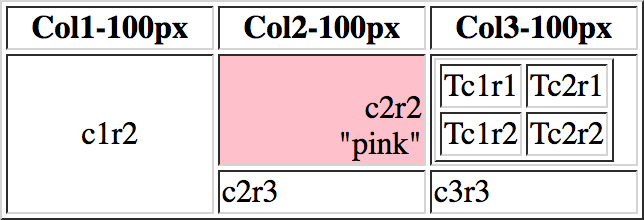 Col1-100px Col2-100px Col3-100px
c1r2
c2r2
"pink"
Tc1r1 Tc2r1
Tc1r2 Tc2r2
c2r3 c3r3